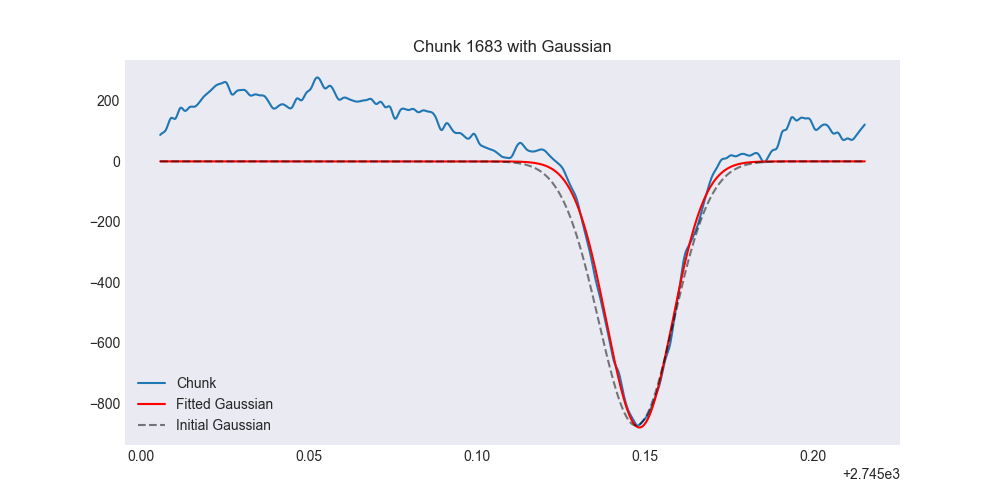 Chunk 1683 with Gaussian
200
0
−200
−400
−600
−800
Chunk
Fitted Gaussian
Initial Gaussian
0.00 0.05 0.10 0.15 0.20
+2.745e3